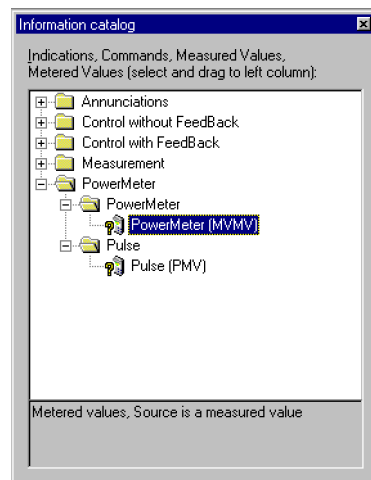 Information catalog
Indications, Commands, Measured Values,
Metered Values (select and drag to left column):
Annunciations
Control without FeedBack
Control with FeedBack
Measurement
PowerMeter
PowerMeter
PowerMeter (MVMV)
Pulse
Pulse (PMV)
Metered values, Source is a measured value